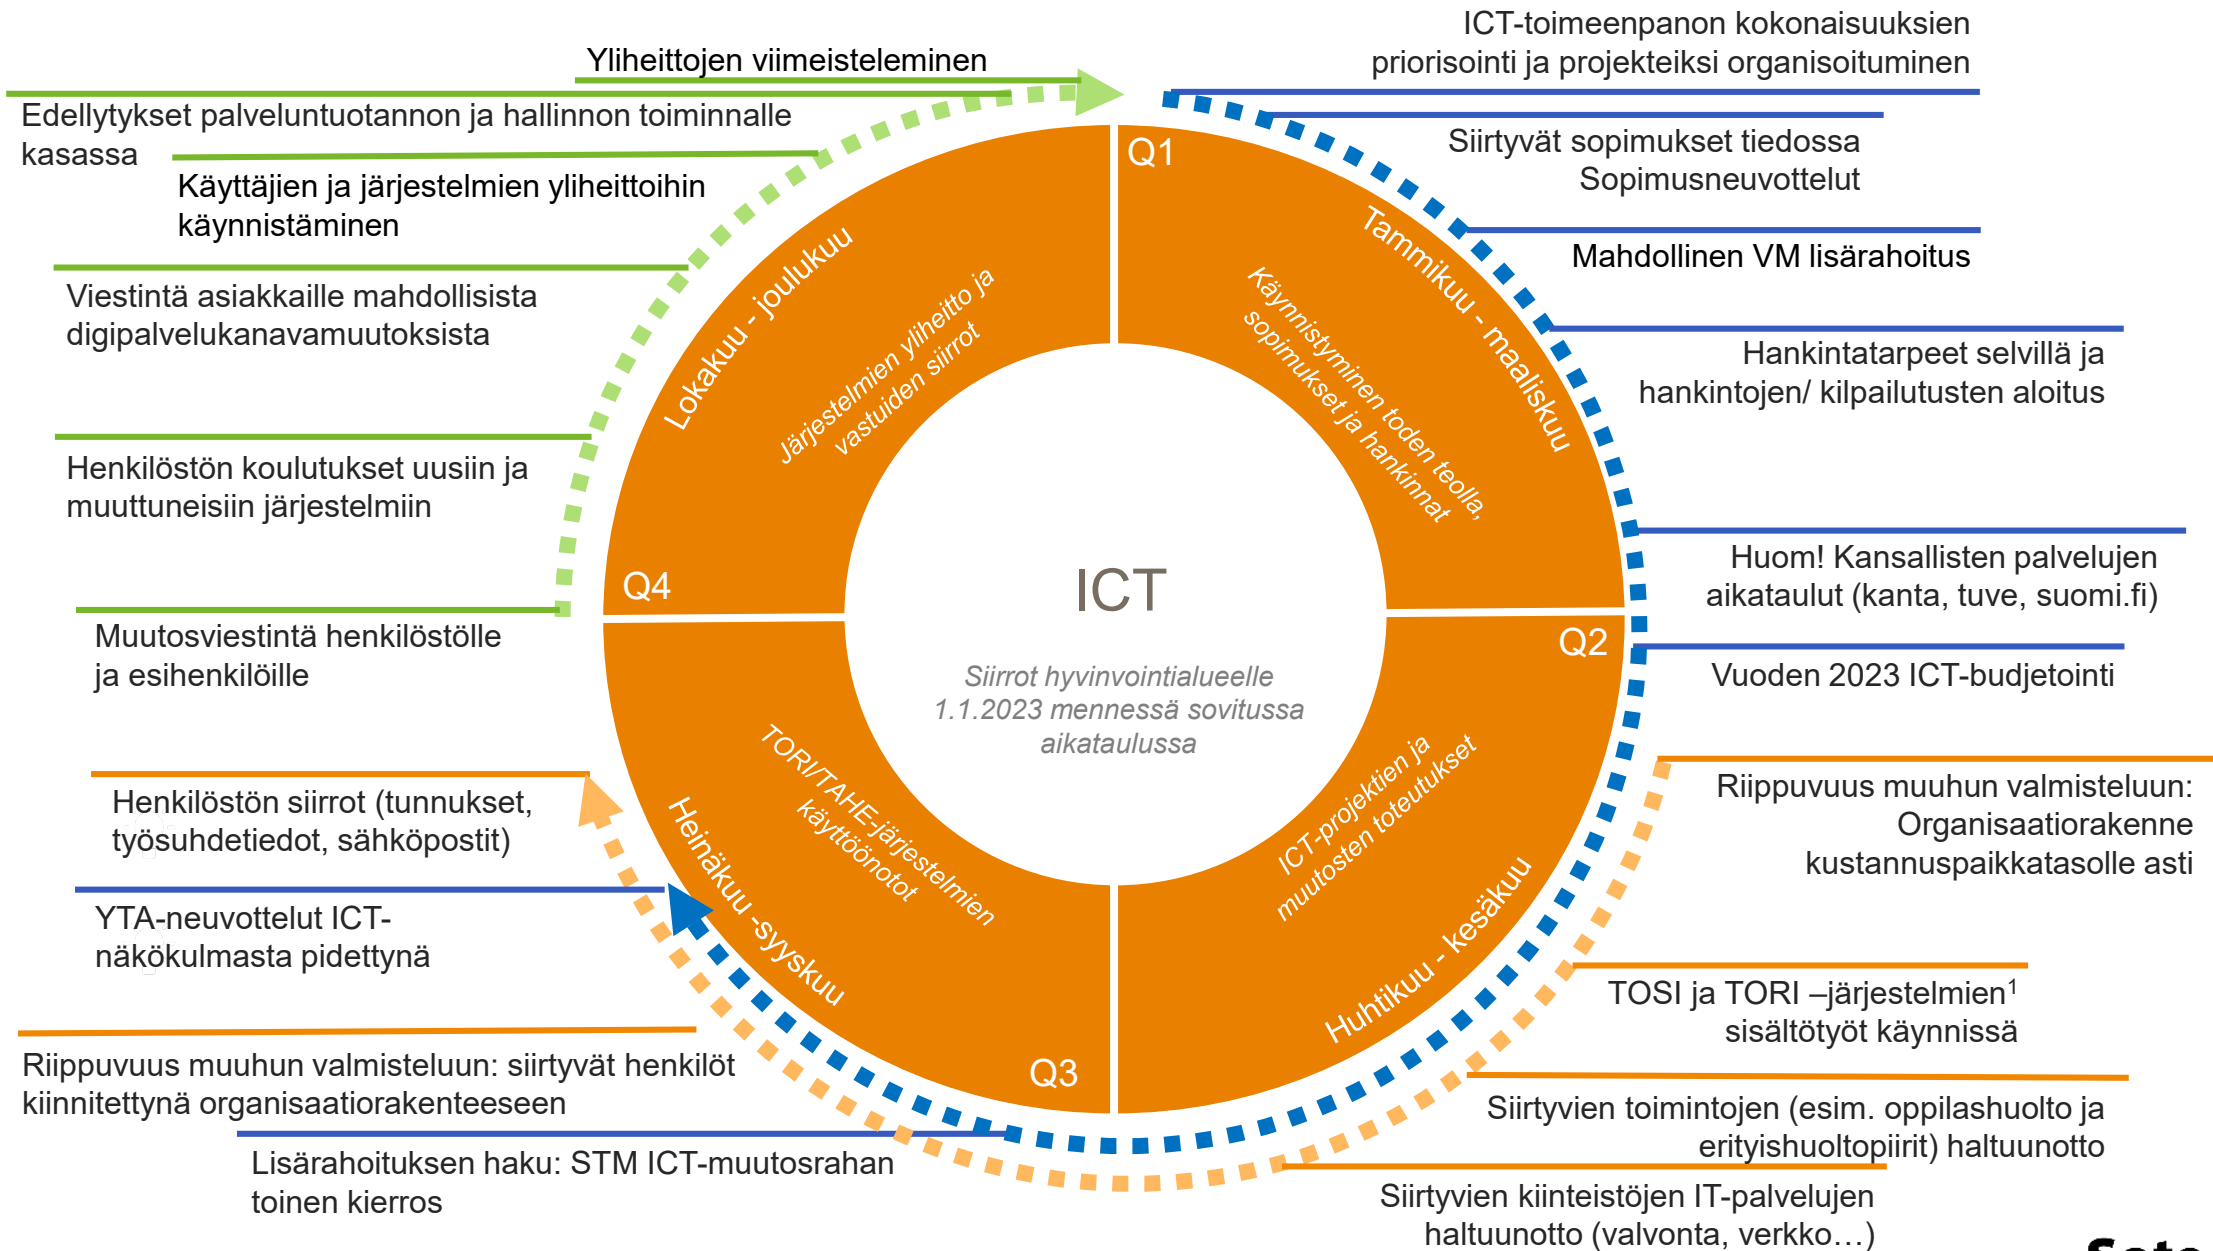 Yliheittojen viimeisteleminen
Edellytykset palveluntuotannon ja hallinnon toiminnalle
kasassa
Käyttäjien ja järjestelmien yliheittoihin
käynnistäminen
Viestintä asiakkaille mahdollisista
digipalvelukanavamuutoksista
Henkilöstön koulutukset uusiin ja
muuttuneisiin järjestelmiin
Muutosviestintä henkilöstölle
ja esihenkilöille
Henkilöstön siirrot (tunnukset,
työsuhdetiedot, sähköpostit)
YTA-neuvottelut ICT-
näkökulmasta pidettynä
Riippuvuus muuhun valmisteluun: siirtyvät henkilöt
kiinnitettynä organisaatiorakenteeseen
Lisärahoituksen haku: STM ICT-muutosrahan
toinen kierros
Q1
Tammikuu - maaliskuu
Käynnistyminen toden teolla,
sopimukset ja hankinnat
Q2
Huhtikuu - kesäkuu
ICT-projektien ja
muutosten toteutukset
Q3
Heinäkuu -syyskuu
TORI/TAHE-järjestelmien
käyttöönotot
Q4
Lokakuu - joulukuu
Järjestelmien yliheitto ja
vastuiden siirrot
ICT
Siirrot hyvinvointialueelle
1.1.2023 mennessä sovitussa
aikataulussa
ICT-toimeenpanon kokonaisuuksien
priorisointi ja projekteiksi organisoituminen
Siirtyvät sopimukset tiedossa
Sopimusneuvottelut
Mahdollinen VM lisärahoitus
Hankintatarpeet selvillä ja
hankintojen/ kilpailutusten aloitus
Huom! Kansallisten palvelujen
aikataulut (kanta, tuve, suomi.fi)
Vuoden 2023 ICT-budjetointi
Riippuvuus muuhun valmisteluun:
Organisaatiorakenne
kustannuspaikkatasolle asti
TOSI ja TORI –järjestelmien¹
sisältötyöt käynnissä
Siirtyvien toimintojen (esim. oppilashuolto ja
erityishuoltopiirit) haltuunotto
Siirtyvien kiinteistöjen IT-palvelujen
haltuunotto (valvonta, verkko…)